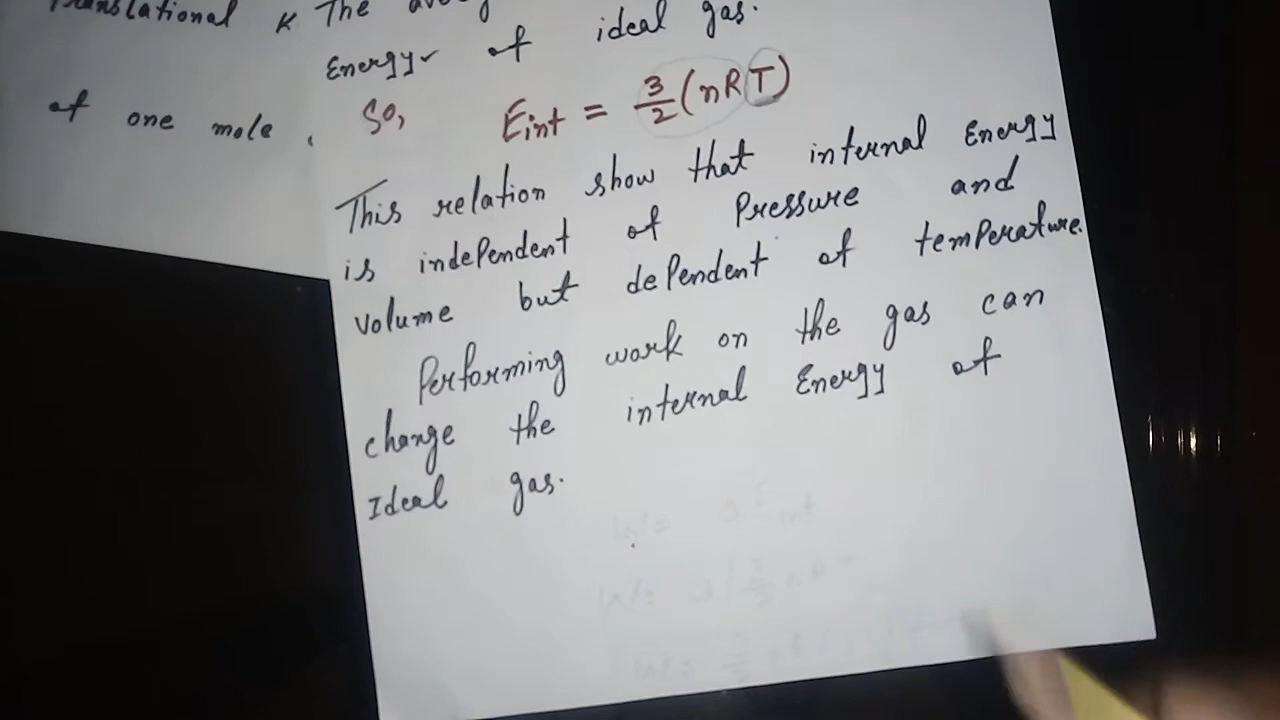 Translational K The
Energy of ideal gas.
of one mole. So, Eint = 3/2 (nRT)
This relation show that internal Energy
is independent of Pressure and
volume but dependent of temperature.
Performing work on the gas can
change the internal Energy of
Ideal gas.